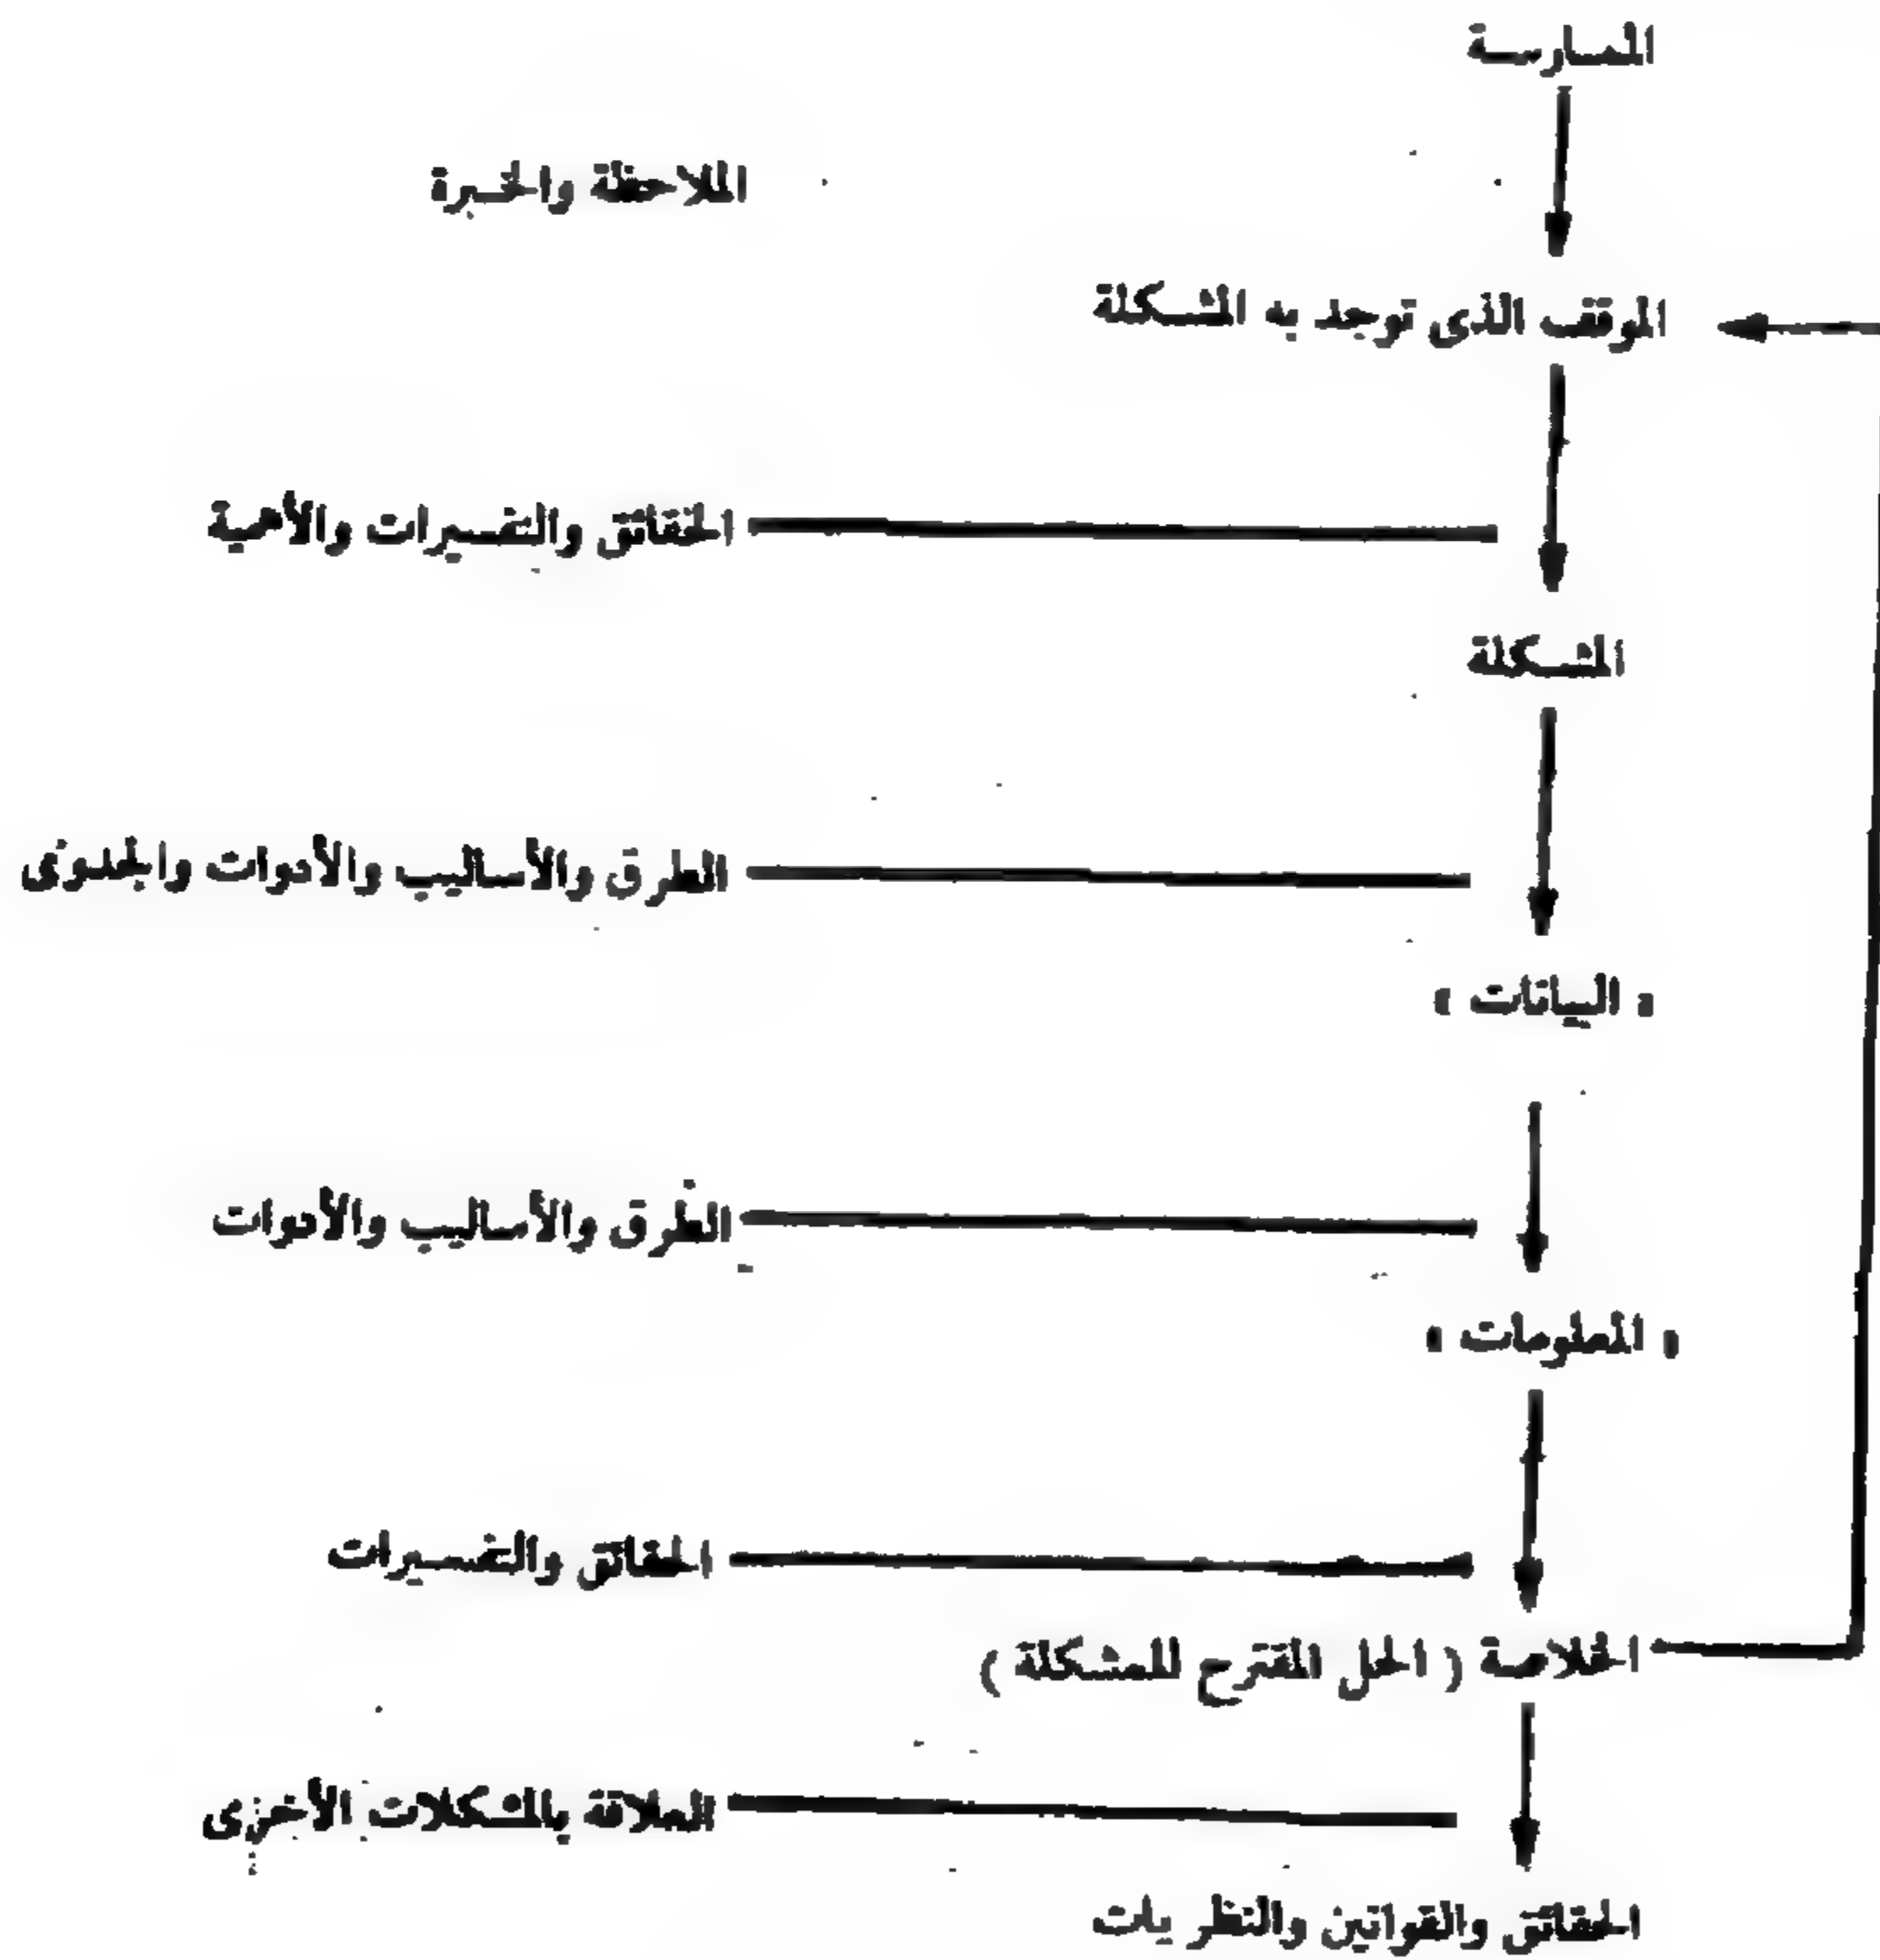 الممارسة
الملاحظة والخبرة
الموقف الذى توجد به المشكلة
الحقائق والتفسيرات والأهمية
المشكلة
الطرق والأساليب والأدوات والجدوى
« البيانات »
الطرق والأساليب والأدوات
« المعلومات »
الحقائق والتفسيرات
الخلاصة ( الحل المقترح للمشكلة )
العلاقة بالمشكلات الأخرى
الحقائق والقوانين والنظريات